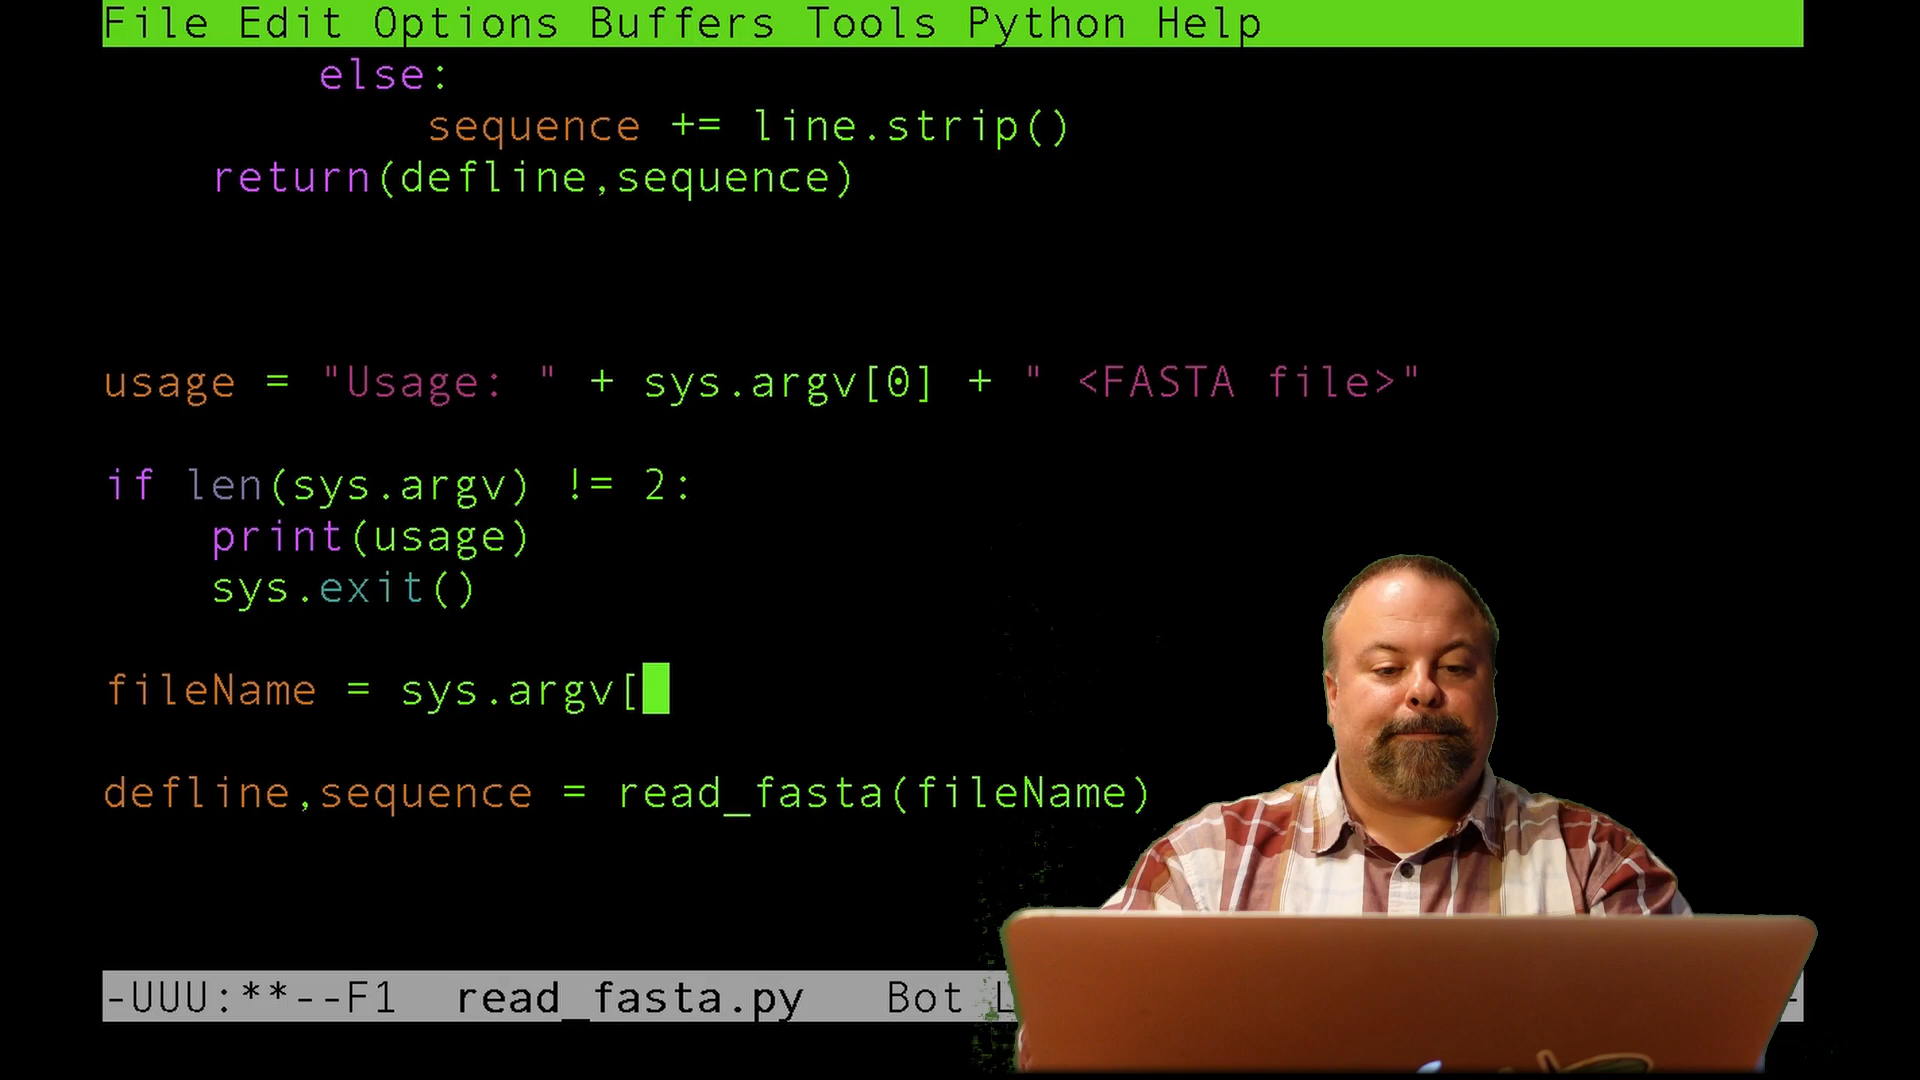 File Edit Options Buffers Tools Python Help
else:
sequence += line.strip()
return(defline,sequence)
usage = "Usage: " + sys.argv[0] + " <FASTA file>"
if len(sys.argv) != 2:
print(usage)
sys.exit()
fileName = sys.argv[
defline,sequence = read_fasta(fileName)
-UUU:**--F1 read_fasta.py Bot